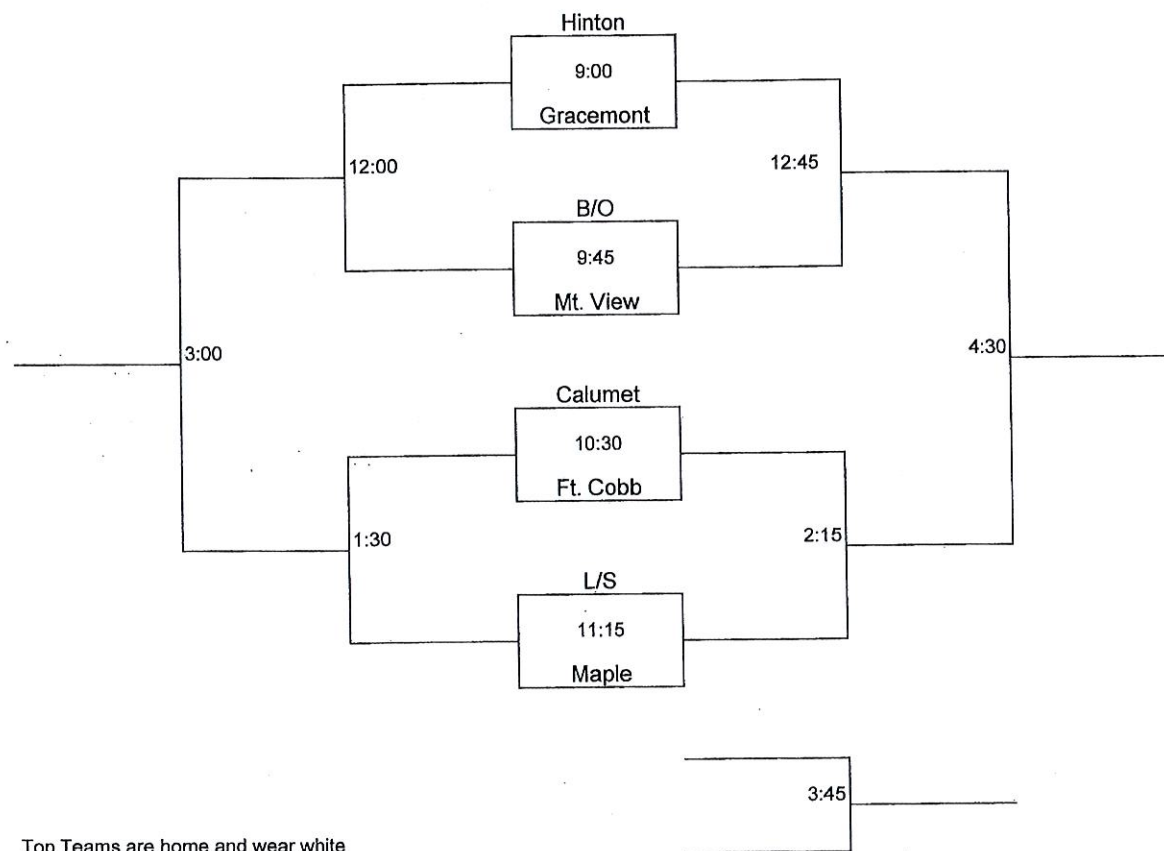 Hinton
9:00
Gracemont
12:00
12:45
B/O
9:45
Mt. View
3:00
4:30
Calumet
10:30
Ft. Cobb
1:30
2:15
L/S
11:15
Maple
3:45
Top Teams are home and wear white